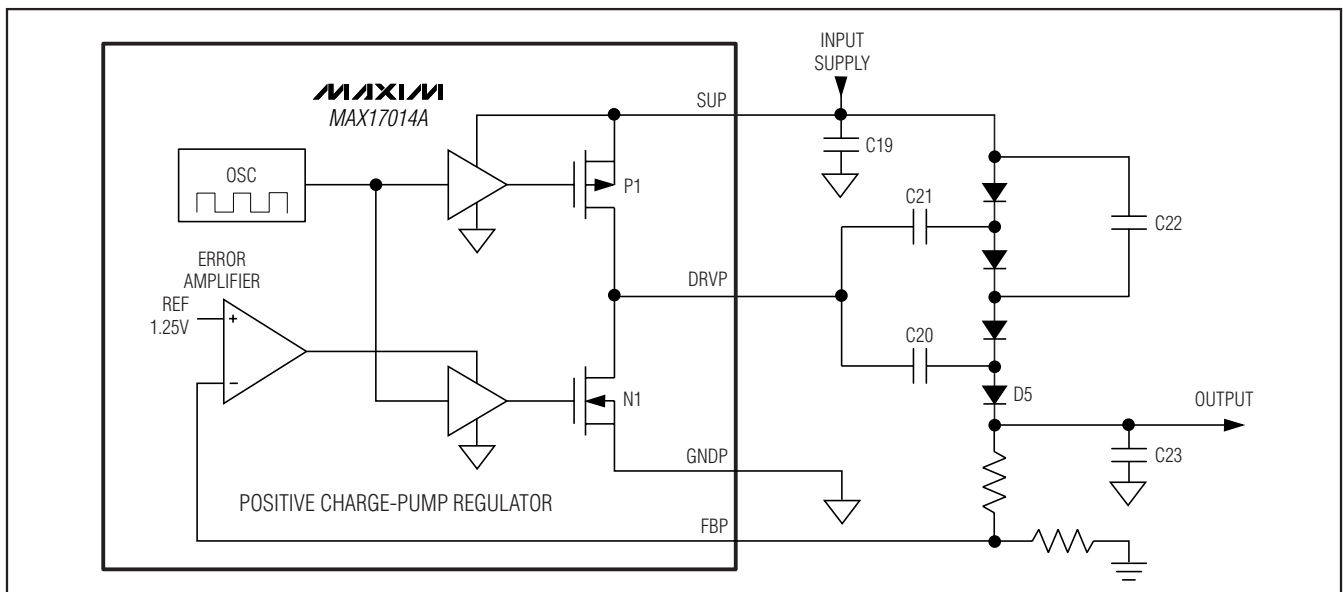 INPUT
SUPPLY
MAXIM
MAX17014A
SUP
C19
OSC
P1
C21
C22
ERROR
AMPLIFIER
REF
1.25V
+
−
DRVP
C20
N1
D5
OUTPUT
GNDP
C23
POSITIVE CHARGE-PUMP REGULATOR
FBP